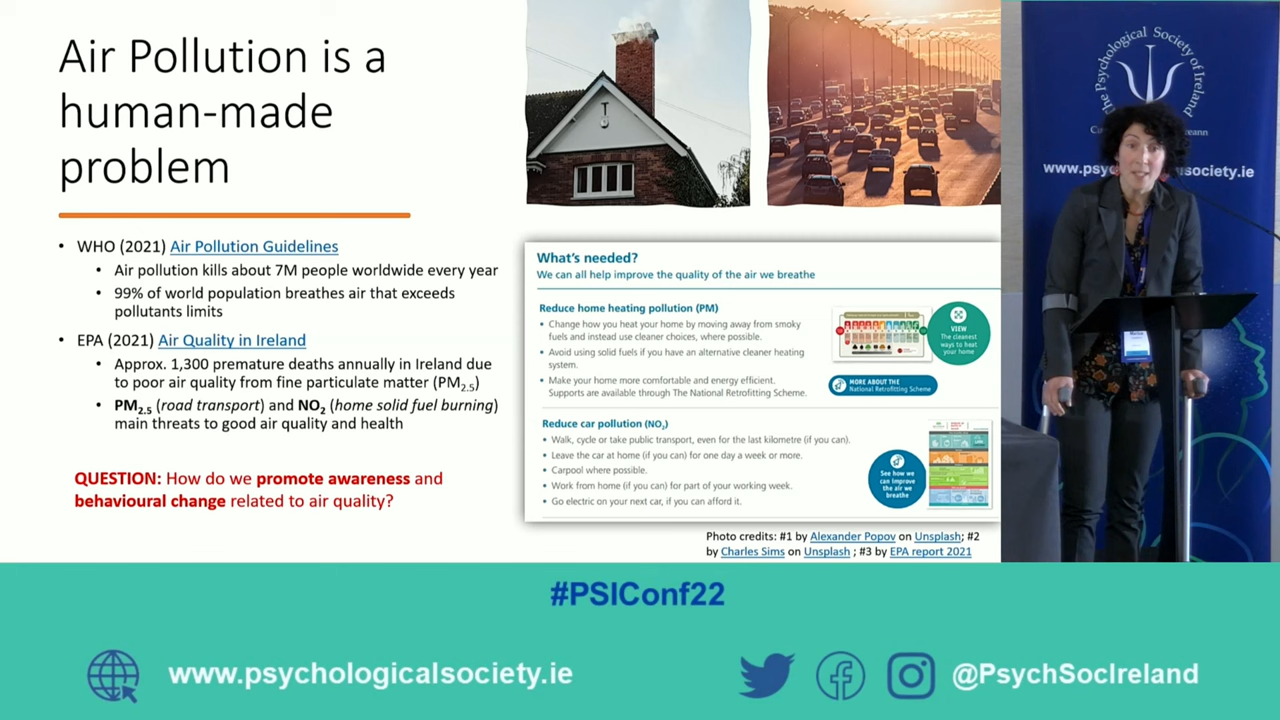 Air Pollution is a
human-made
problem
• WHO (2021) Air Pollution Guidelines
• Air pollution kills about 7M people worldwide every year
• 99% of world population breathes air that exceeds
pollutants limits
• EPA (2021) Air Quality in Ireland
• Approx. 1,300 premature deaths annually in Ireland due
to poor air quality from fine particulate matter (PM2.5)
• PM2.5 (road transport) and NO2 (home solid fuel burning)
main threats to good air quality and health
QUESTION: How do we promote awareness and
behavioural change related to air quality?
What's needed?
We can all help improve the quality of the air we breathe
Reduce home heating pollution (PM)
• Change how you heat your home by moving away from smoky
fuels and instead use cleaner choices, where possible.
• Avoid using solid fuels if you have an alternative cleaner heating
system.
• Make your home more comfortable and energy efficient.
Supports are available through The National Retrofitting Scheme.
VIEW
The cleanest
ways to heat
your home
MORE ABOUT THE
National Retrofitting Scheme
Reduce car pollution (NO2)
• Walk, cycle or take public transport, even for the last kilometre (if you can).
• Leave the car at home (if you can) for one day a week or more.
• Carpool where possible.
• Work from home (if you can) for part of your working week.
• Go electric on your next car, if you can afford it.
See how we
can improve
the air we
breathe
Photo credits: #1 by Alexander Popov on Unsplash; #2
by Charles Sims on Unsplash ; #3 by EPA report 2021
The Psychological Society of Ireland
www.psy alsociety.ie
#PSIConf22
www.psychologicalsociety.ie
@PsychSocIreland